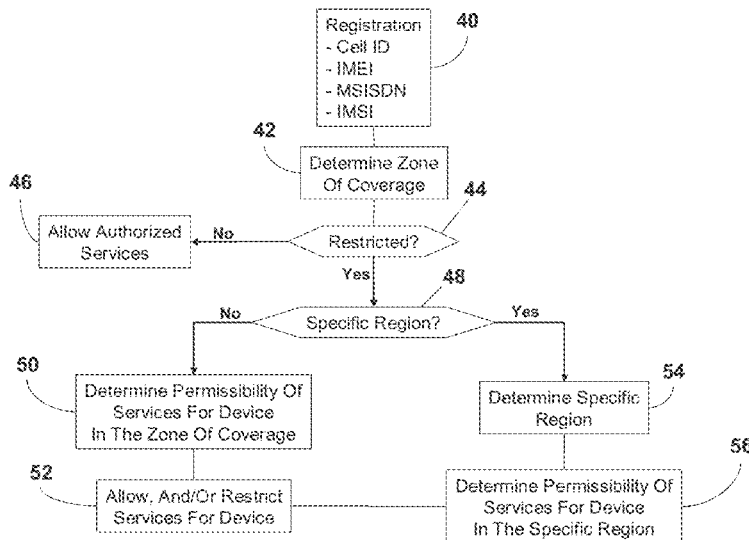 40
Registration
- Cell ID
- IMEI
- MSISDN
- IMSI
42
Determine Zone
Of Coverage
46
44
Allow Authorized
Services
No
Restricted?
Yes
48
No
Specific Region?
Yes
50
Determine Permissibility Of
Services For Device
In The Zone Of Coverage
54
Determine Specific
Region
52
Allow, And/Or Restrict
Services For Device
56
Determine Permissibility Of
Services For Device
In The Specific Region